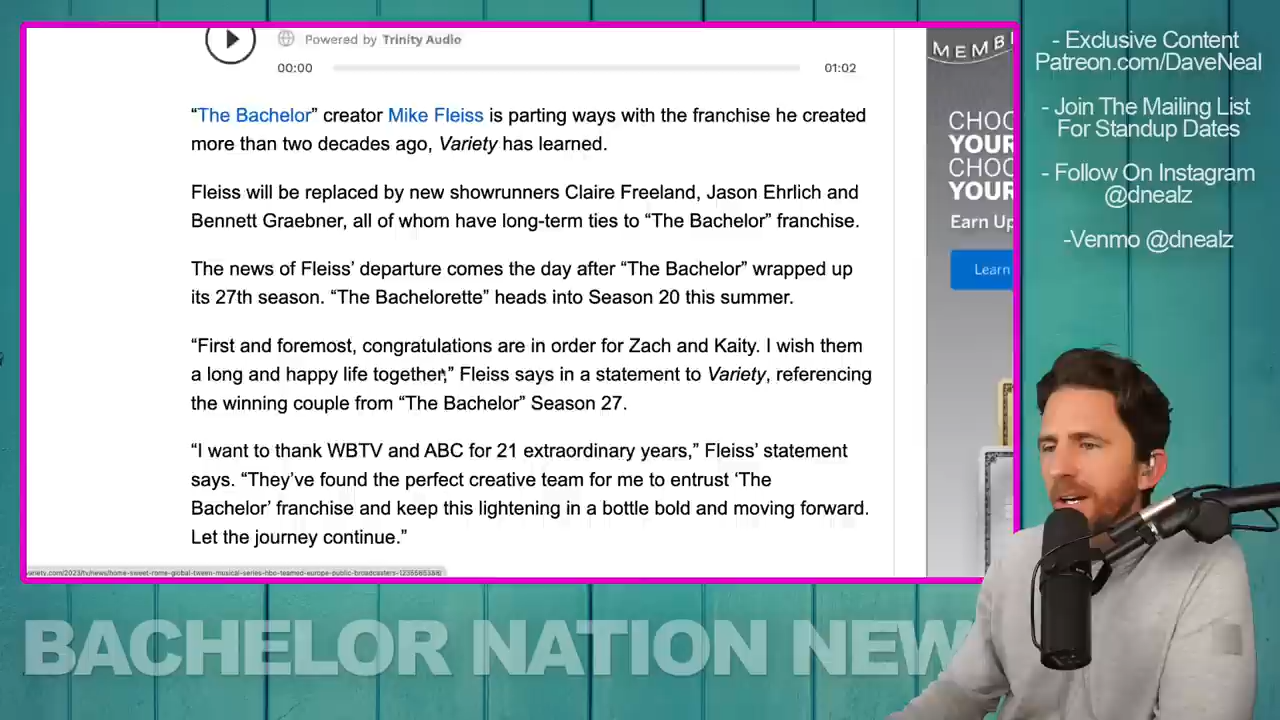 Powered by Trinity Audio
00:00
01:02
“The Bachelor” creator Mike Fleiss is parting ways with the franchise he created
more than two decades ago, Variety has learned.
Fleiss will be replaced by new showrunners Claire Freeland, Jason Ehrlich and
Bennett Graebner, all of whom have long-term ties to “The Bachelor” franchise.
The news of Fleiss’ departure comes the day after “The Bachelor” wrapped up
its 27th season. “The Bachelorette” heads into Season 20 this summer.
“First and foremost, congratulations are in order for Zach and Kaity. I wish them
a long and happy life together,” Fleiss says in a statement to Variety, referencing
the winning couple from “The Bachelor” Season 27.
“I want to thank WBTV and ABC for 21 extraordinary years,” Fleiss’ statement
says. “They’ve found the perfect creative team for me to entrust ‘The
Bachelor’ franchise and keep this lightening in a bottle bold and moving forward.
Let the journey continue.”
MEMB
CHOO
YOUR
CHOO
YOUR
Earn Up
Learn
- Exclusive Content
Patreon.com/DaveNeal
- Join The Mailing List
For Standup Dates
- Follow On Instagram
@dnealz
-Venmo @dnealz
BACHELOR NATION NEW